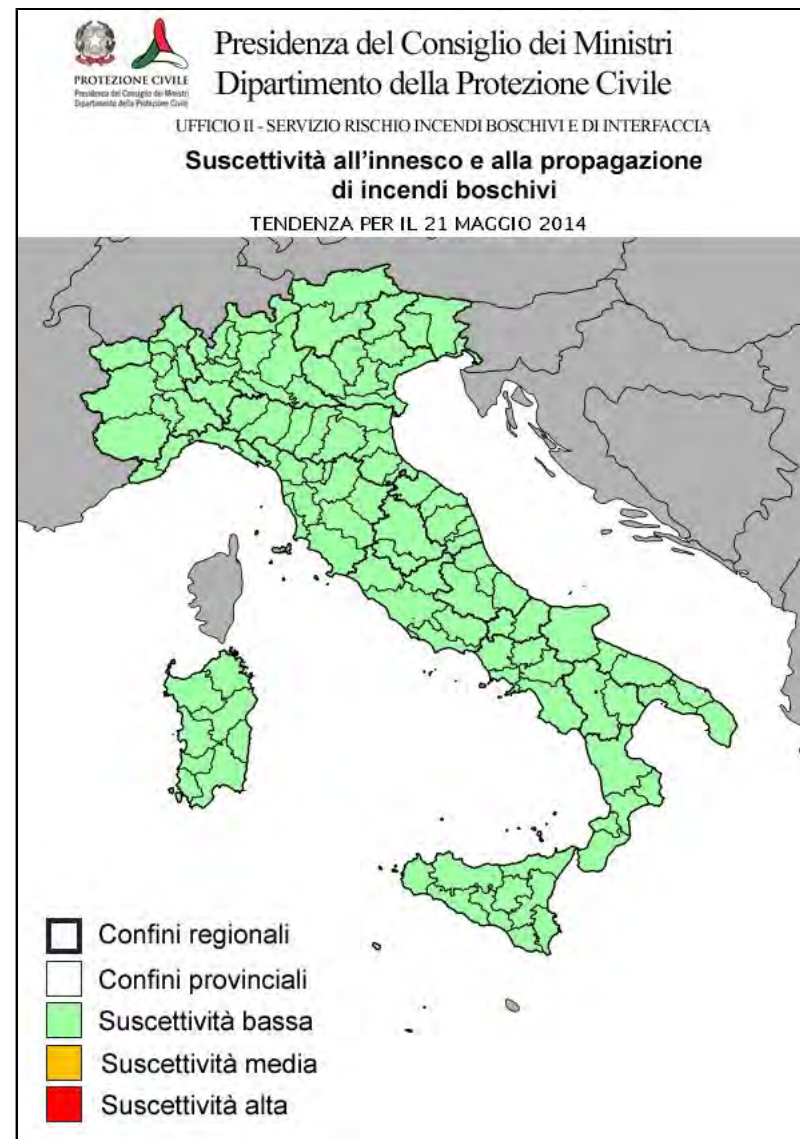 Presidenza del Consiglio dei Ministri
Dipartimento della Protezione Civile
PROTEZIONE CIVILE
Presidenza del Consiglio dei Ministri
Dipartimento della Protezione Civile
UFFICIO II - SERVIZIO RISCHIO INCENDI BOSCHIVI E DI INTERFACCIA
Suscettività all'innesco e alla propagazione
di incendi boschivi
TENDENZA PER IL 21 MAGGIO 2014
Confini regionali
Confini provinciali
Suscettività bassa
Suscettività media
Suscettività alta